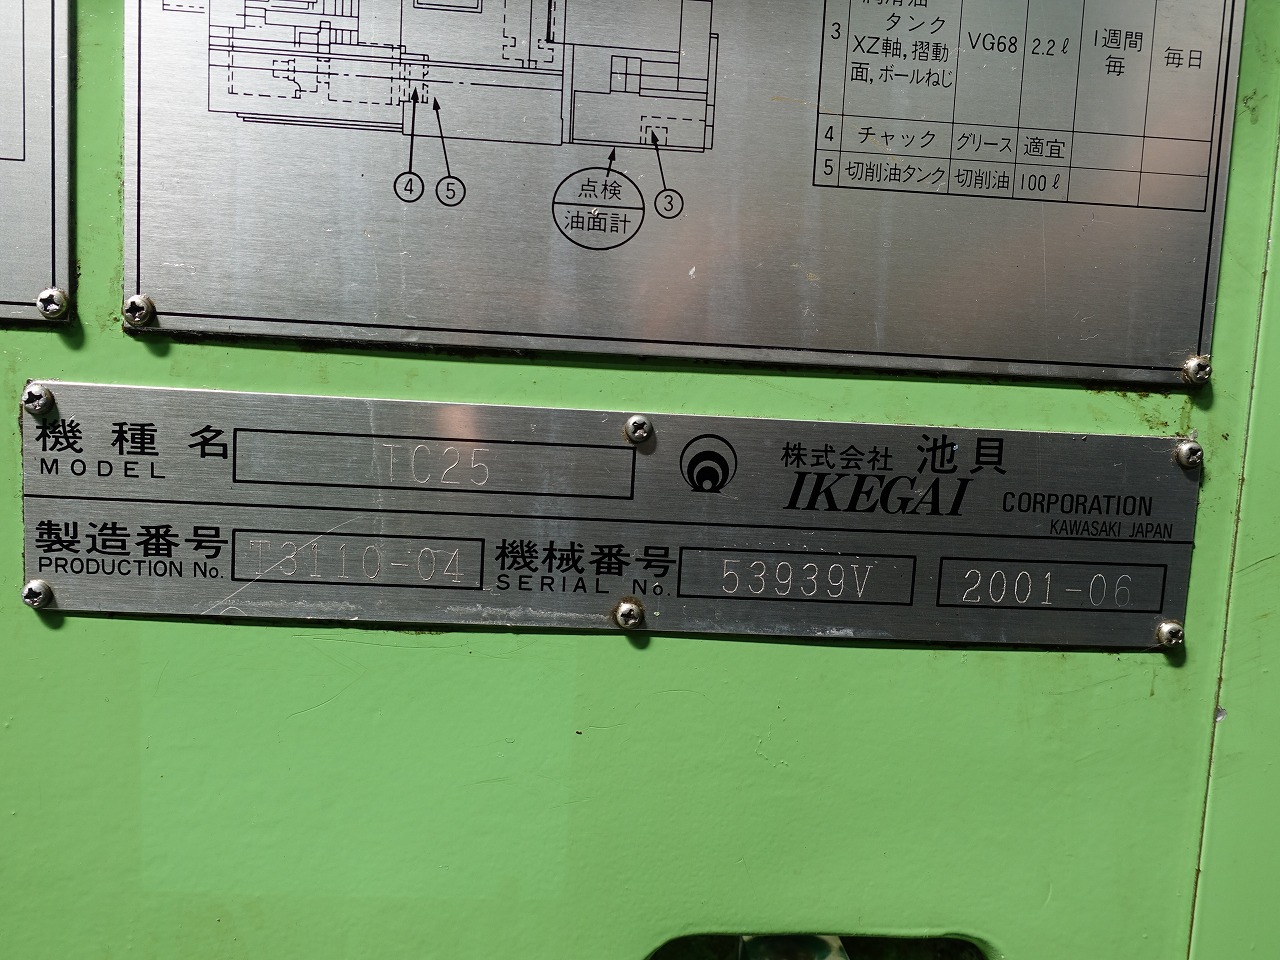 タンク
3
XZ軸,摺動
面,ボールねじ
VG68
2.2ℓ
1週間
毎
毎日
4 チャック グリース 適宜
5 切削油タンク 切削油 100ℓ
④ ⑤
点検
油面計
③
機種名
MODEL
TC25
株式会社 池貝
IKEGAI CORPORATION
KAWASAKI JAPAN
製造番号
PRODUCTION No.
T3110-04
機械番号
SERIAL No.
53939V
2001-06